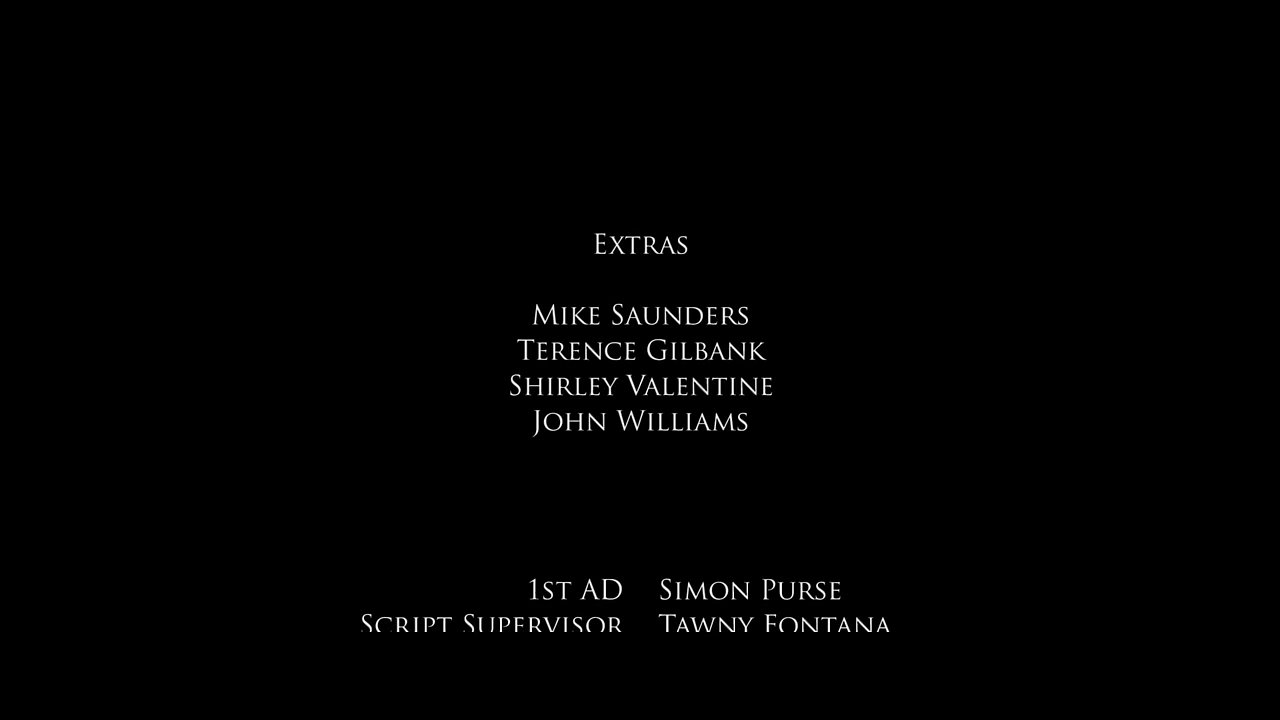 Extras
Mike Saunders
Terence Gilbank
Shirley Valentine
John Williams
1st AD Simon Purse
Script Supervisor Tawny Fontana